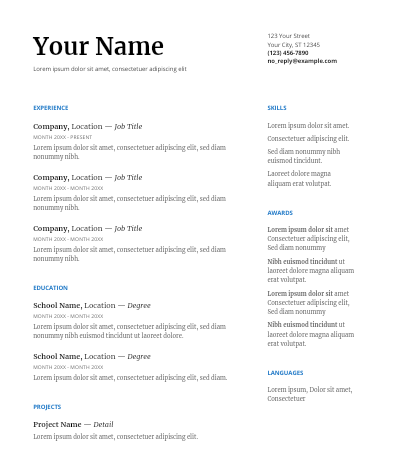 Your Name
Lorem ipsum dolor sit amet, consectetuer adipiscing elit
123 Your Street
Your City, ST 12345
(123) 456-7890
no_reply@example.com
EXPERIENCE
Company, Location — Job Title
MONTH 20XX - PRESENT
Lorem ipsum dolor sit amet, consectetuer adipiscing elit, sed diam
nonummy nibh.
Company, Location — Job Title
MONTH 20XX - MONTH 20XX
Lorem ipsum dolor sit amet, consectetuer adipiscing elit, sed diam
nonummy nibh.
Company, Location — Job Title
MONTH 20XX - MONTH 20XX
Lorem ipsum dolor sit amet, consectetuer adipiscing elit, sed diam
nonummy nibh.
EDUCATION
School Name, Location — Degree
MONTH 20XX - MONTH 20XX
Lorem ipsum dolor sit amet, consectetuer adipiscing elit, sed diam
nonummy nibh euismod tincidunt ut laoreet dolore.
School Name, Location — Degree
MONTH 20XX - MONTH 20XX
Lorem ipsum dolor sit amet, consectetuer adipiscing elit, sed diam.
PROJECTS
Project Name — Detail
Lorem ipsum dolor sit amet, consectetuer adipiscing elit.
SKILLS
Lorem ipsum dolor sit amet.
Consectetuer adipiscing elit.
Sed diam nonummy nibh
euismod tincidunt.
Laoreet dolore magna
aliquam erat volutpat.
AWARDS
Lorem ipsum dolor sit amet
Consectetuer adipiscing elit,
Sed diam nonummy
Nibh euismod tincidunt ut
laoreet dolore magna aliquam
erat volutpat.
Lorem ipsum dolor sit amet
Consectetuer adipiscing elit,
Sed diam nonummy
Nibh euismod tincidunt ut
laoreet dolore magna aliquam
erat volutpat.
LANGUAGES
Lorem ipsum, Dolor sit amet,
Consectetuer